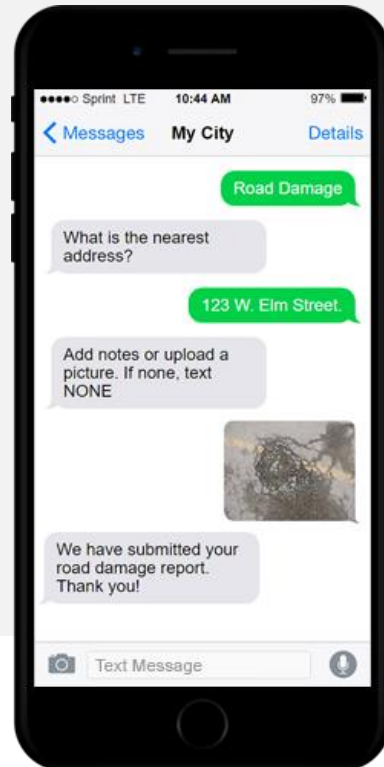 Sprint LTE 10:44 AM 97%
Messages My City Details
Road Damage
What is the nearest
address?
123 W. Elm Street.
Add notes or upload a
picture. If none, text
NONE
We have submitted your
road damage report.
Thank you!
Text Message